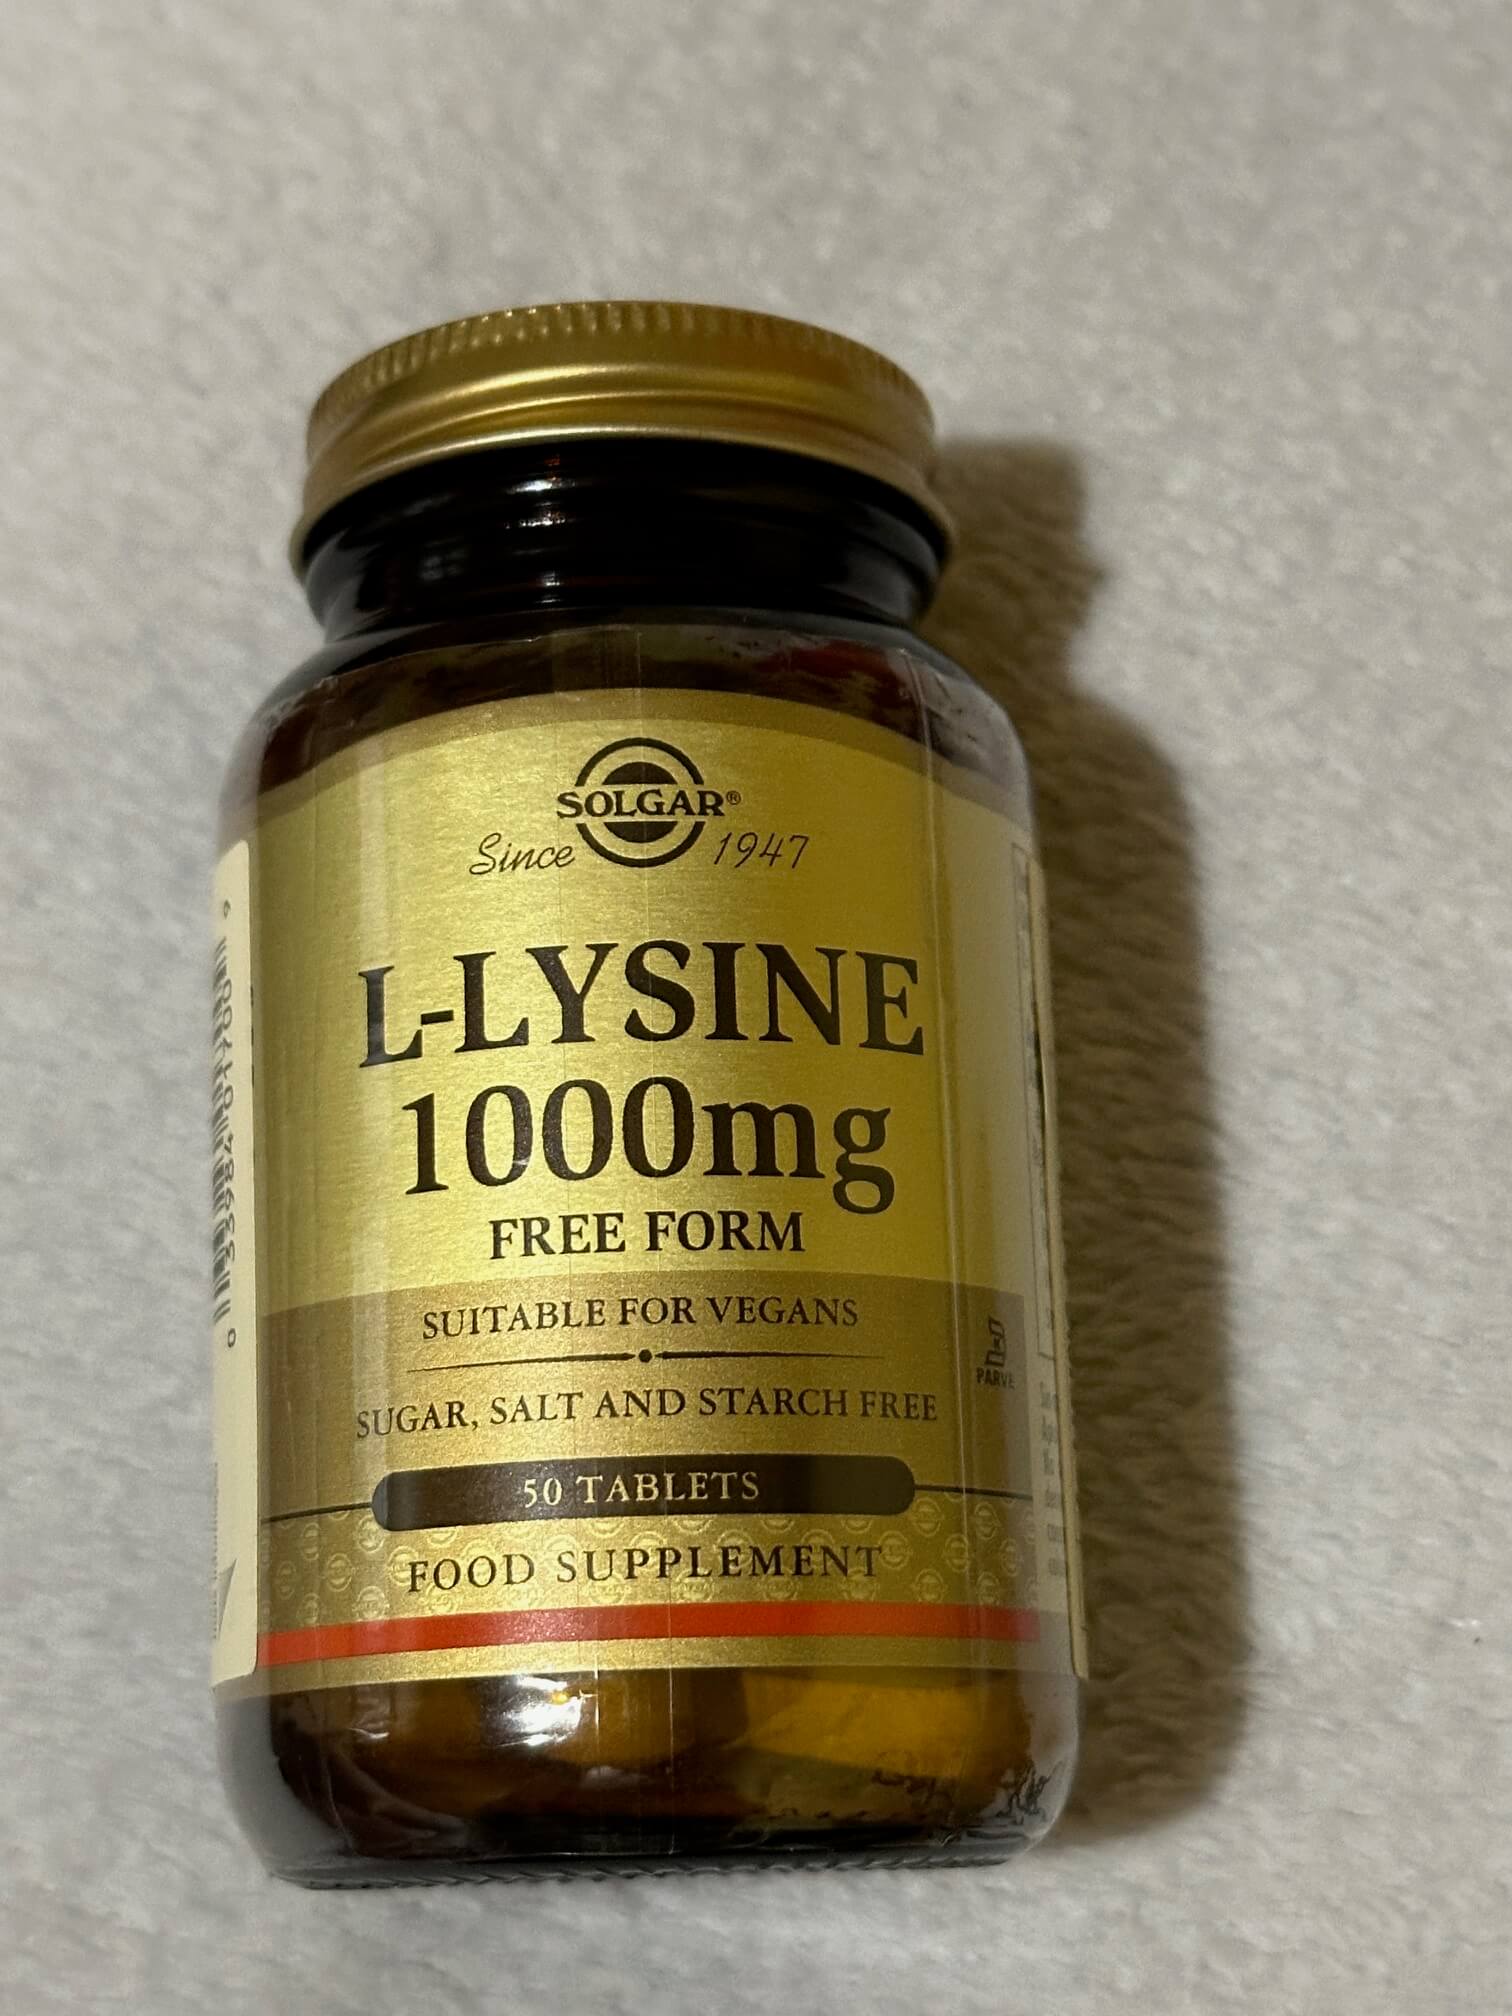 SOLGAR®
Since 1947
L-LYSINE
1000mg
FREE FORM
SUITABLE FOR VEGANS
SUGAR, SALT AND STARCH FREE
PARVE
50 TABLETS
FOOD SUPPLEMENT